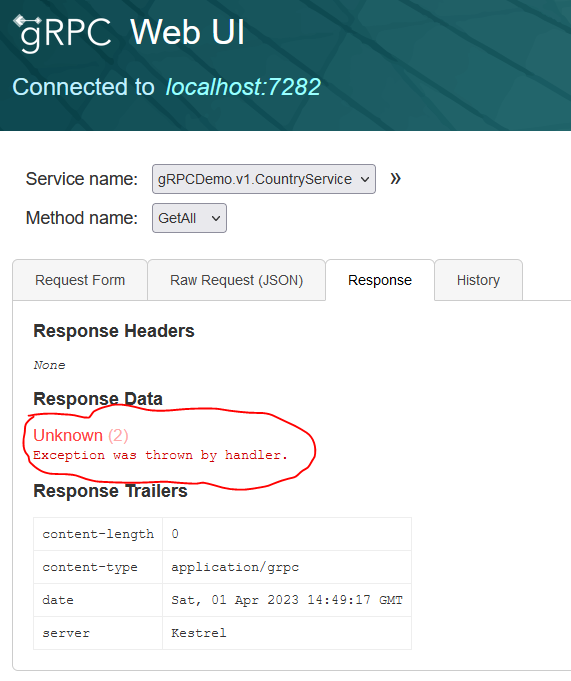 gRPC Web UI
Connected to localhost:7282
Service name: gRPCDemo.v1.CountryService »
Method name: GetAll
Request Form Raw Request (JSON) Response History
Response Headers
None
Response Data
Unknown (2)
Exception was thrown by handler.
Response Trailers
content-length 0
content-type application/grpc
date Sat, 01 Apr 2023 14:49:17 GMT
server Kestrel